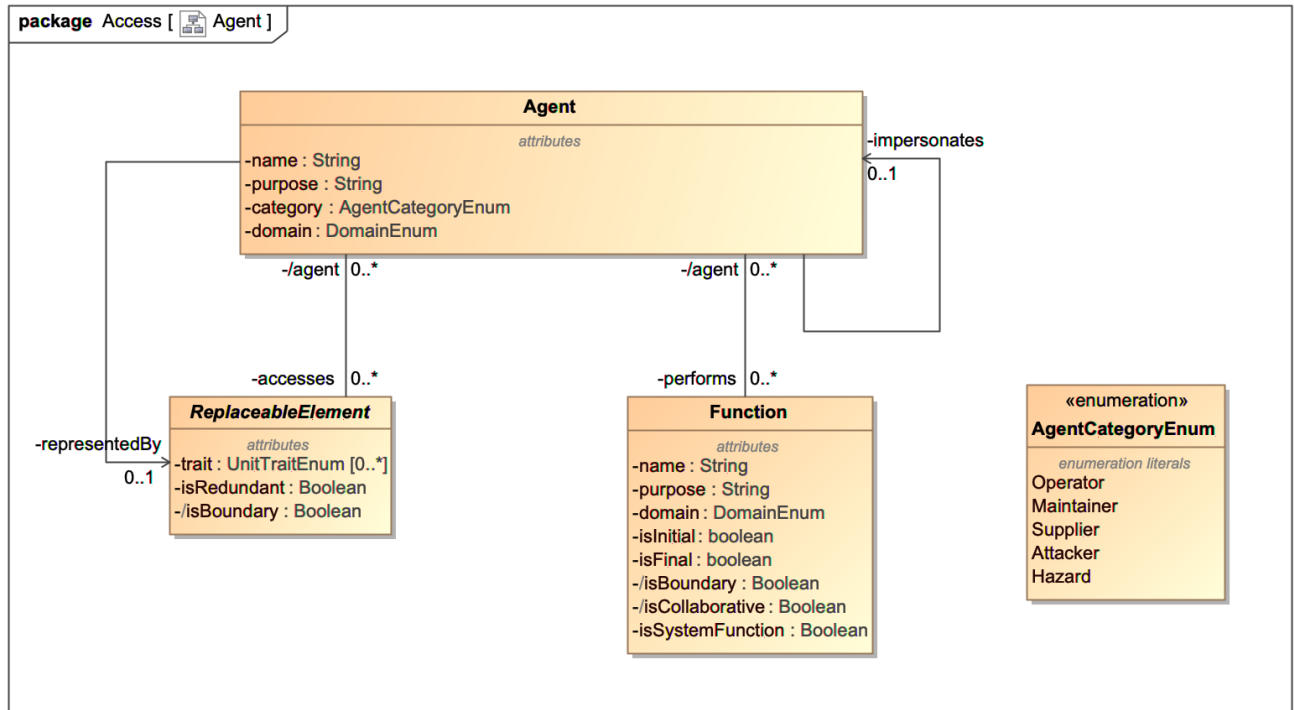 package Access [ Agent ]
Agent
attributes
-name : String
-purpose : String
-category : AgentCategoryEnum
-domain : DomainEnum
-impersonates
0..1
-/agent 0..*
-/agent 0..*
-accesses 0..*
-performs 0..*
-representedBy
0..1
ReplaceableElement
attributes
-trait : UnitTraitEnum [0..*]
-isRedundant : Boolean
-/isBoundary : Boolean
Function
attributes
-name : String
-purpose : String
-domain : DomainEnum
-isInitial : boolean
-isFinal : boolean
-/isBoundary : Boolean
-/isCollaborative : Boolean
-isSystemFunction : Boolean
«enumeration»
AgentCategoryEnum
enumeration literals
Operator
Maintainer
Supplier
Attacker
Hazard